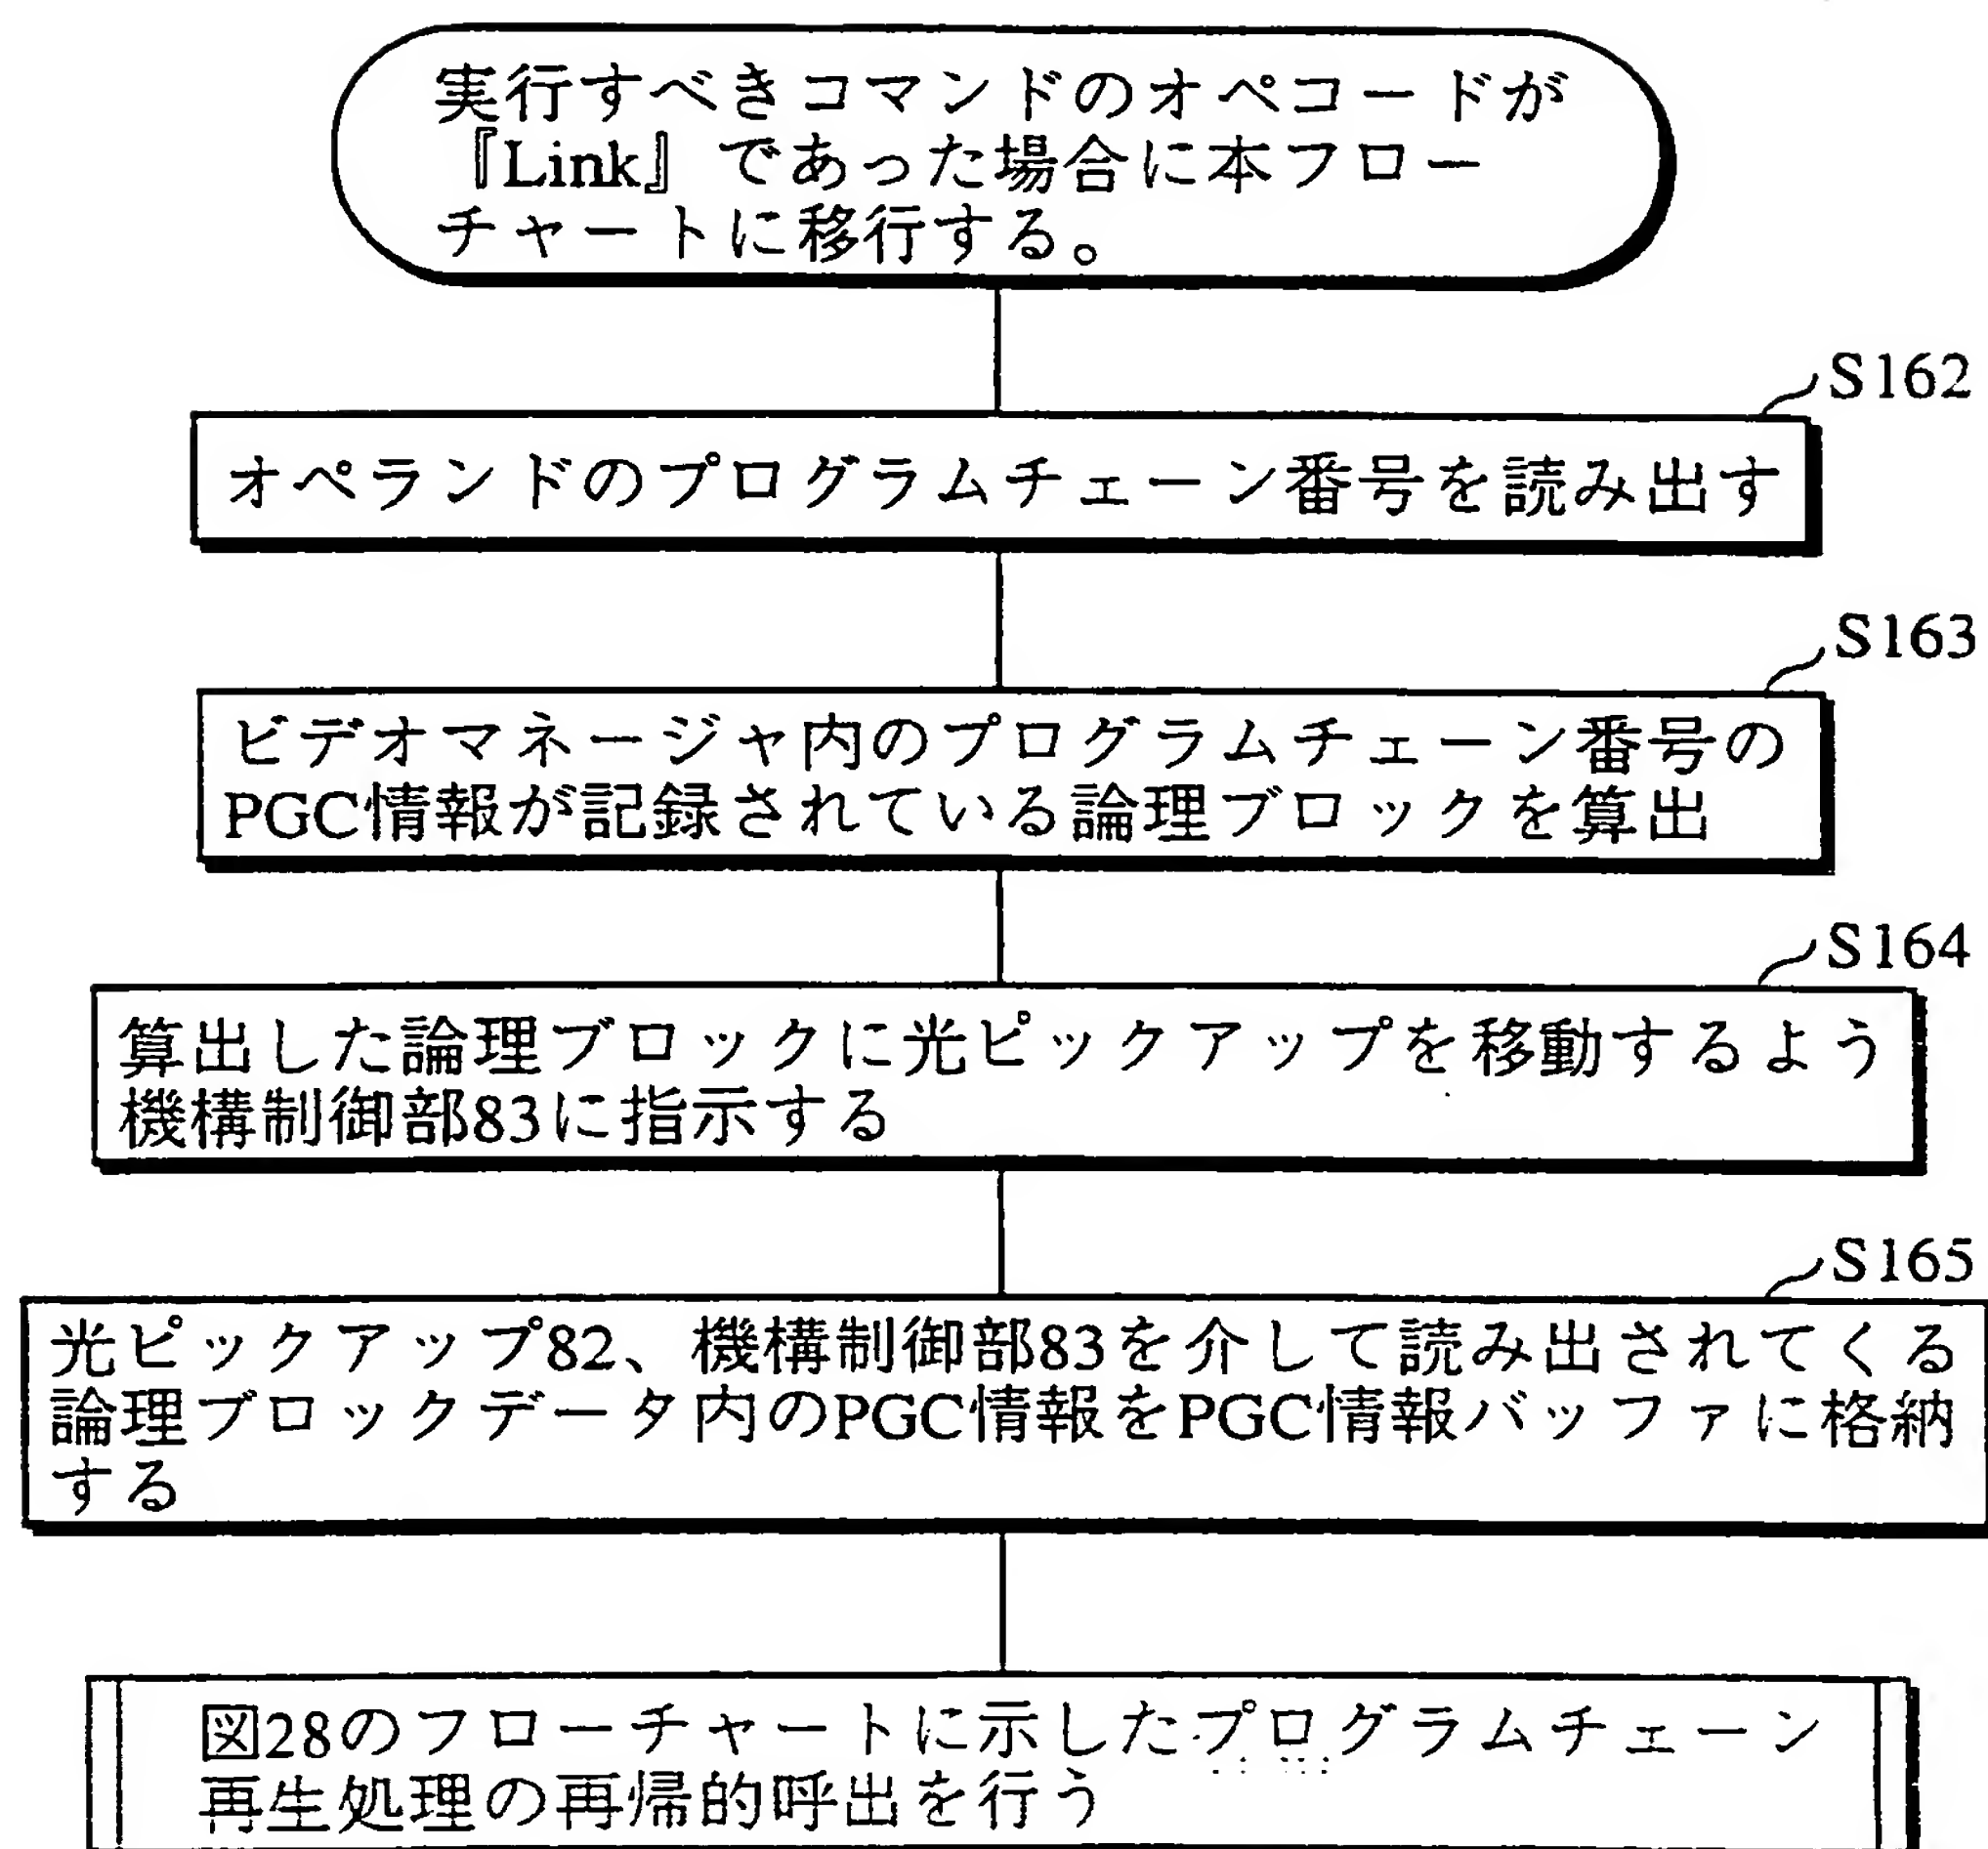 実行すべきコマンドのオペコードが
『Link』であった場合に本フロー
チャートに移行する。
S162
オペランドのプログラムチェーン番号を読み出す
S163
ビデオマネージャ内のプログラムチェーン番号の
PGC情報が記録されている論理ブロックを算出
S164
算出した論理ブロックに光ピックアップを移動するよう
機構制御部83に指示する
S165
光ピックアップ82、機構制御部83を介して読み出されてくる
論理ブロックデータ内のPGC情報をPGC情報バッファに格納
する
図28のフローチャートに示したプログラムチェーン
再生処理の再帰的呼出を行う